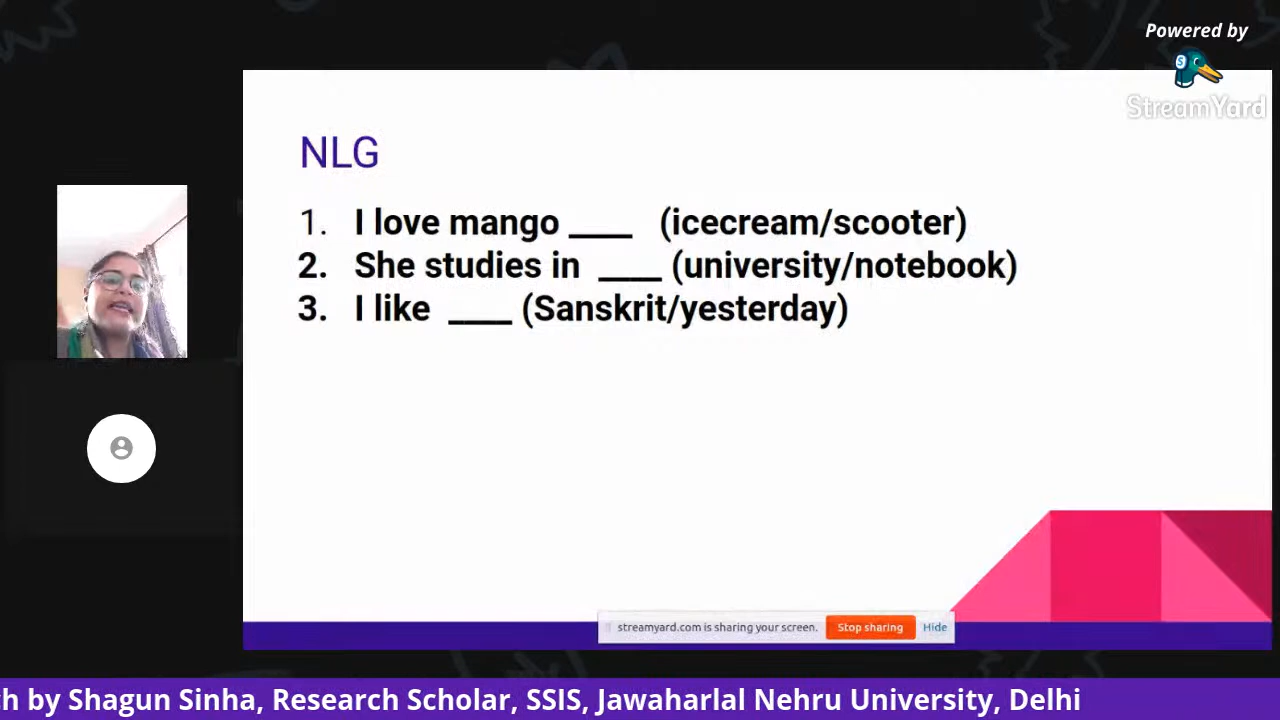 Powered by
StreamYard
NLG
1. I love mango ____ (icecream/scooter)
2. She studies in ____ (university/notebook)
3. I like ____ (Sanskrit/yesterday)
streamyard.com is sharing your screen. Stop sharing Hide
h by Shagun Sinha, Research Scholar, SSIS, Jawaharlal Nehru University, Delhi